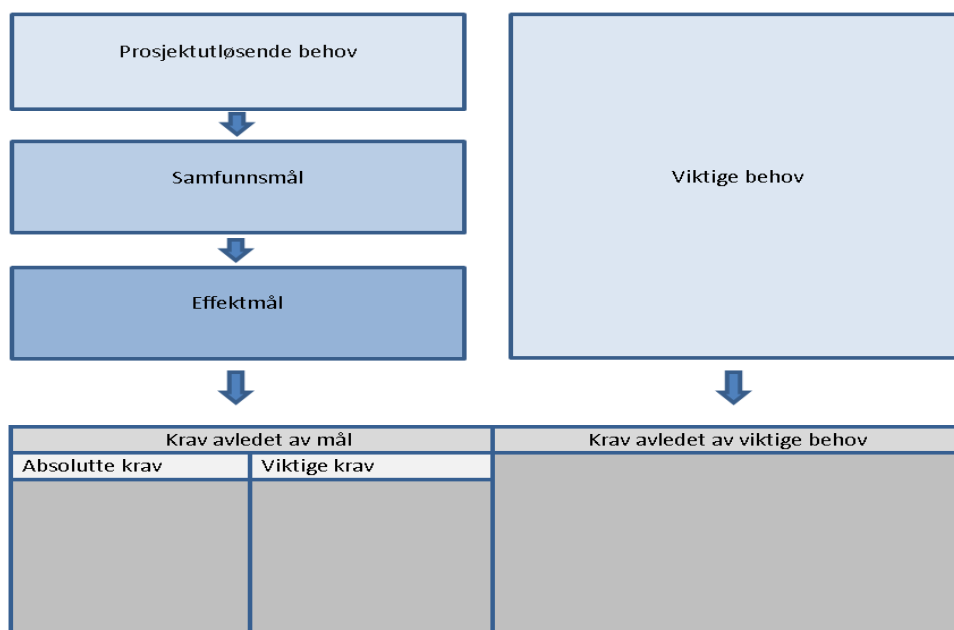 Prosjektutløsende behov
Samfunnsmål
Effektmål
Viktige behov
Krav avledet av mål
Krav avledet av viktige behov
Absolutte krav
Viktige krav